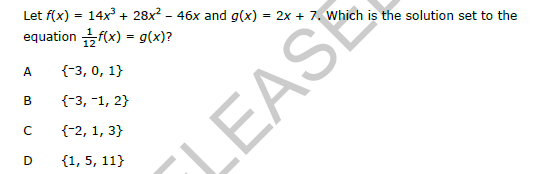 Let f(x) = 14x³ + 28x² – 46x and g(x) = 2x + 7. Which is the solution set to the
equation 1/12 f(x) = g(x)?
A {-3, 0, 1}
B {-3, -1, 2}
C {-2, 1, 3}
D {1, 5, 11}
ELEASE